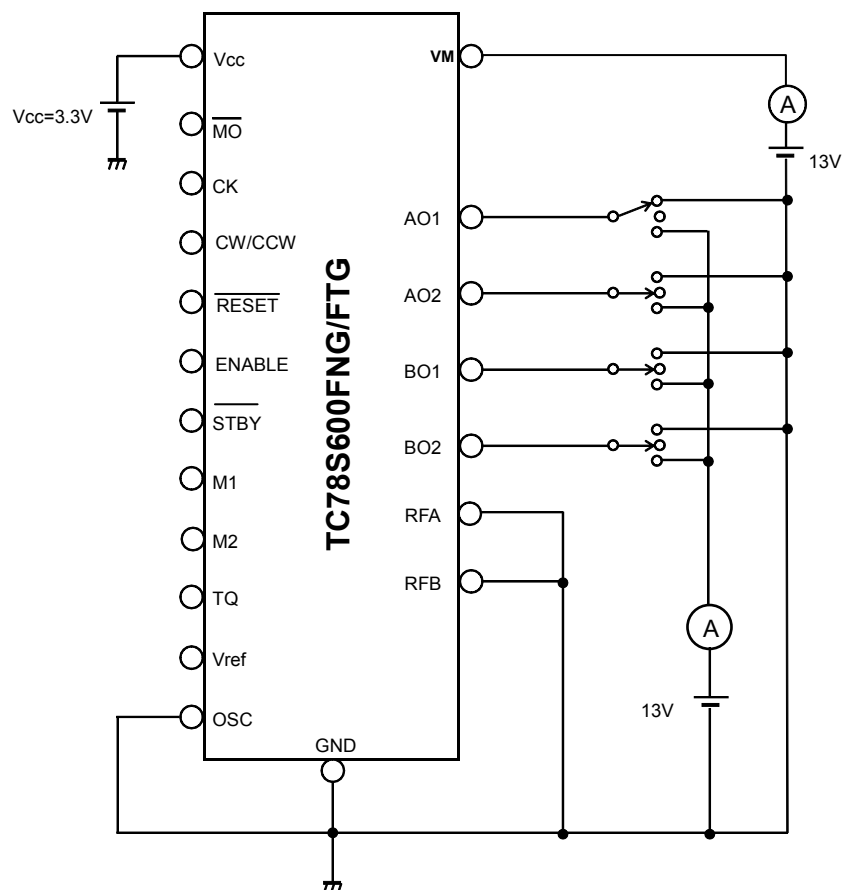 Vcc
VM
A
Vcc=3.3V
MO
13V
CK
AO1
CW/CCW
TC78S600FNG/FTG
AO2
RESET
ENABLE
BO1
STBY
BO2
M1
RFA
M2
RFB
TQ
A
Vref
13V
OSC
GND